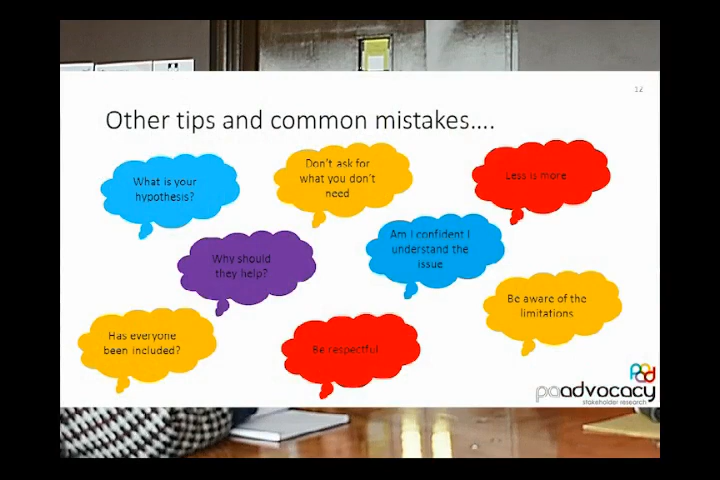 12
Other tips and common mistakes....
What is your
hypothesis?
Don't ask for
what you don't
need
Less is more
Why should
they help?
Am I confident I
understand the
issue
Be aware of the
limitations
Has everyone
been included?
Be respectful
paadvocacy
stakeholder research